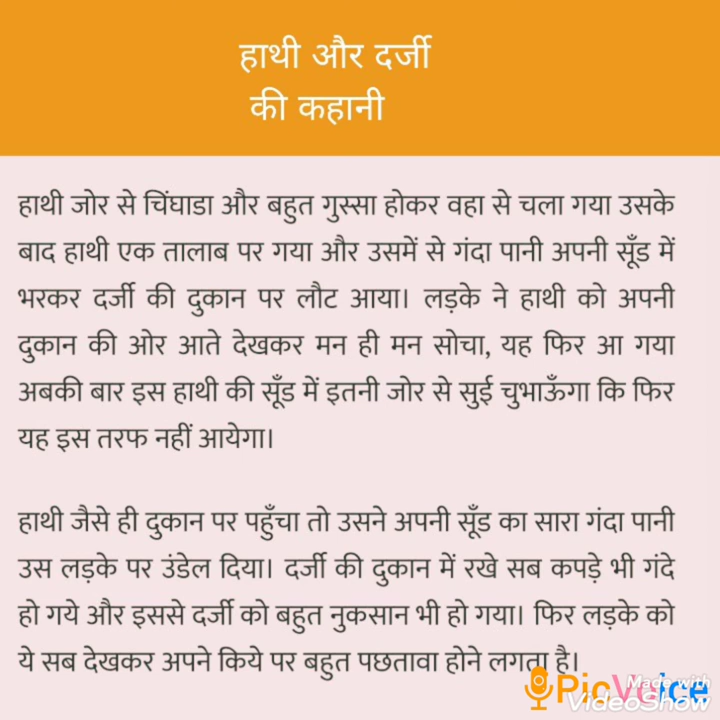 हाथी और दर्जी
की कहानी
हाथी जोर से चिंघाडा और बहुत गुस्सा होकर वहा से चला गया उसके
बाद हाथी एक तालाब पर गया और उसमें से गंदा पानी अपनी सूँड में
भरकर दर्जी की दुकान पर लौट आया। लड़के ने हाथी को अपनी
दुकान की ओर आते देखकर मन ही मन सोचा, यह फिर आ गया
अबकी बार इस हाथी की सूँड में इतनी जोर से सुई चुभाऊँगा कि फिर
यह इस तरफ नहीं आयेगा।
हाथी जैसे ही दुकान पर पहुँचा तो उसने अपनी सूँड का सारा गंदा पानी
उस लड़के पर उंडेल दिया। दर्जी की दुकान में रखे सब कपड़े भी गंदे
हो गये और इससे दर्जी को बहुत नुकसान भी हो गया। फिर लड़के को
ये सब देखकर अपने किये पर बहुत पछतावा होने लगता है।
PicVoice
Made with
VideoShow